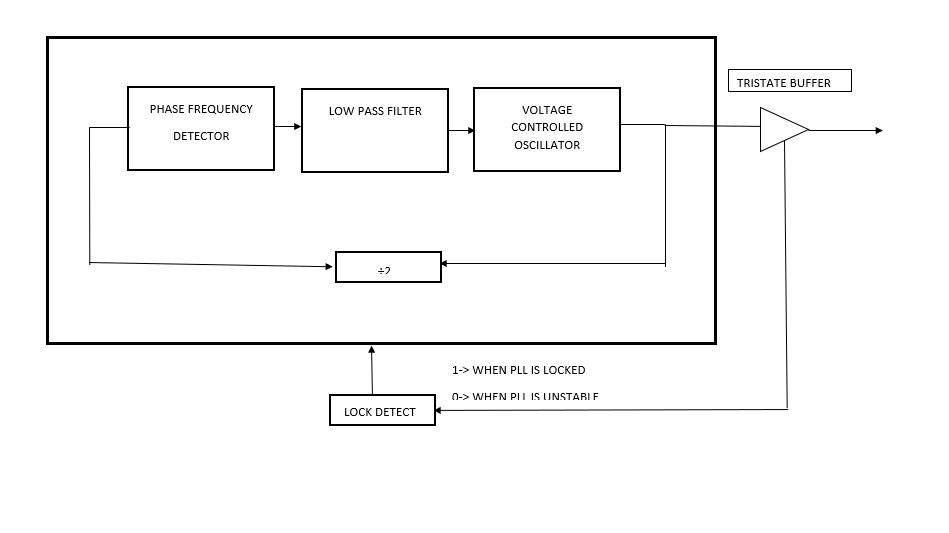 TRISTATE BUFFER
PHASE FREQUENCY
DETECTOR
LOW PASS FILTER
VOLTAGE
CONTROLLED
OSCILLATOR
÷2
1-> WHEN PLL IS LOCKED
0-> WHEN PLL IS UNSTABLE
LOCK DETECT